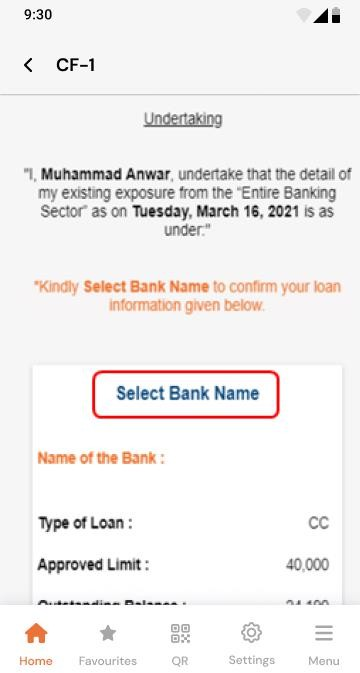 9:30
CF-1
Undertaking
"I, Muhammad Anwar, undertake that the detail of
my existing exposure from the "Entire Banking
Sector" as on Tuesday, March 16, 2021 is as
under:"
"Kindly Select Bank Name to confirm your loan
information given below.
Select Bank Name
Name of the Bank :
Type of Loan : CC
Approved Limit : 40,000
Outstanding Balance :
Home Favourites QR Settings Menu